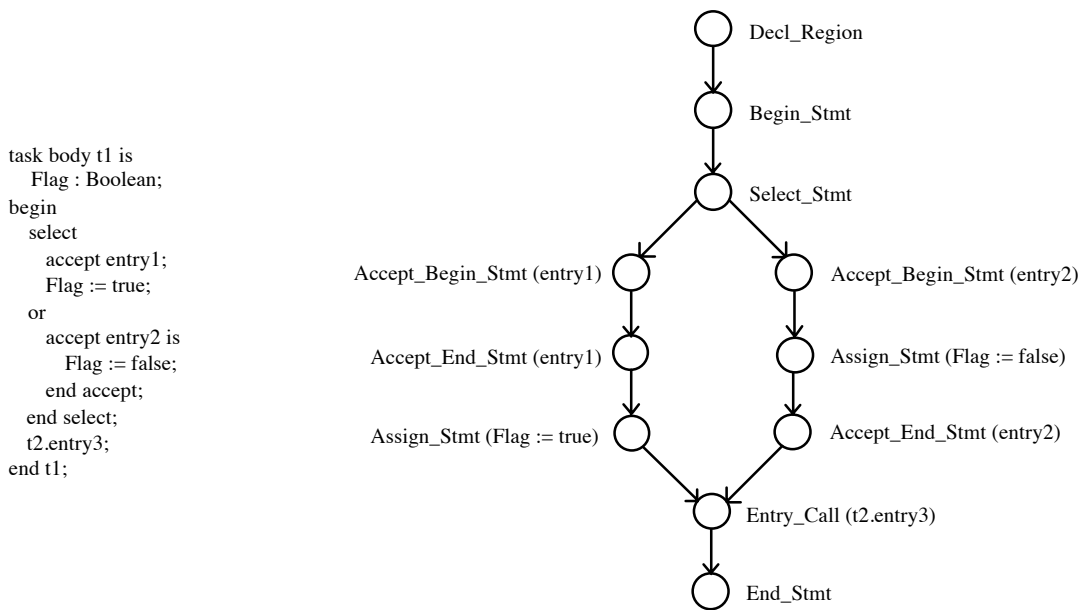 task body t1 is
Flag : Boolean;
begin
select
accept entry1;
Flag := true;
or
accept entry2 is
Flag := false;
end accept;
end select;
t2.entry3;
end t1;
Decl_Region
Begin_Stmt
Select_Stmt
Accept_Begin_Stmt (entry1)
Accept_Begin_Stmt (entry2)
Accept_End_Stmt (entry1)
Assign_Stmt (Flag := false)
Assign_Stmt (Flag := true)
Accept_End_Stmt (entry2)
Entry_Call (t2.entry3)
End_Stmt